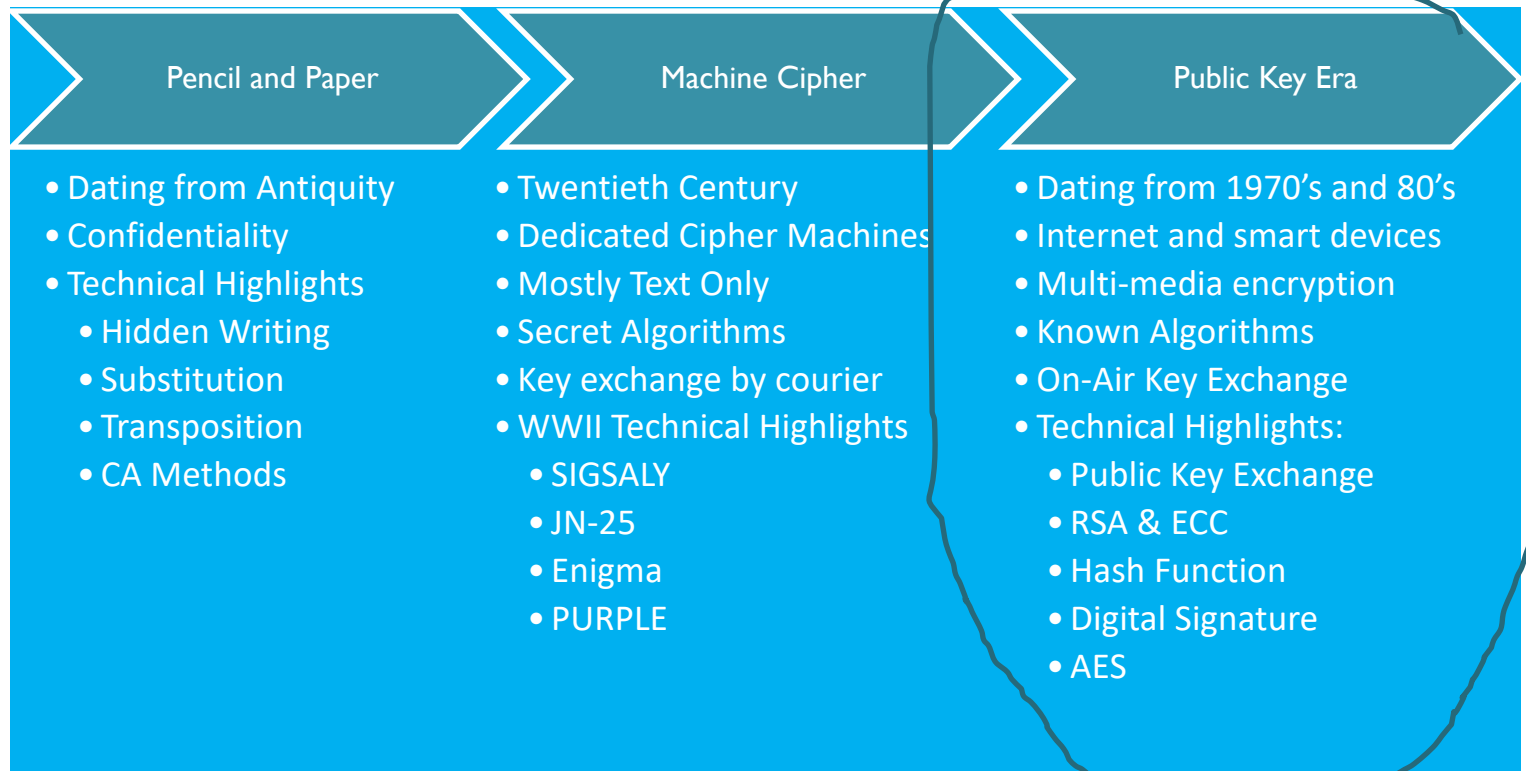 Pencil and Paper
• Dating from Antiquity
• Confidentiality
• Technical Highlights
• Hidden Writing
• Substitution
• Transposition
• CA Methods
Machine Cipher
• Twentieth Century
• Dedicated Cipher Machines
• Mostly Text Only
• Secret Algorithms
• Key exchange by courier
• WWII Technical Highlights
• SIGSALY
• JN-25
• Enigma
• PURPLE
Public Key Era
• Dating from 1970’s and 80’s
• Internet and smart devices
• Multi-media encryption
• Known Algorithms
• On-Air Key Exchange
• Technical Highlights:
• Public Key Exchange
• RSA & ECC
• Hash Function
• Digital Signature
• AES